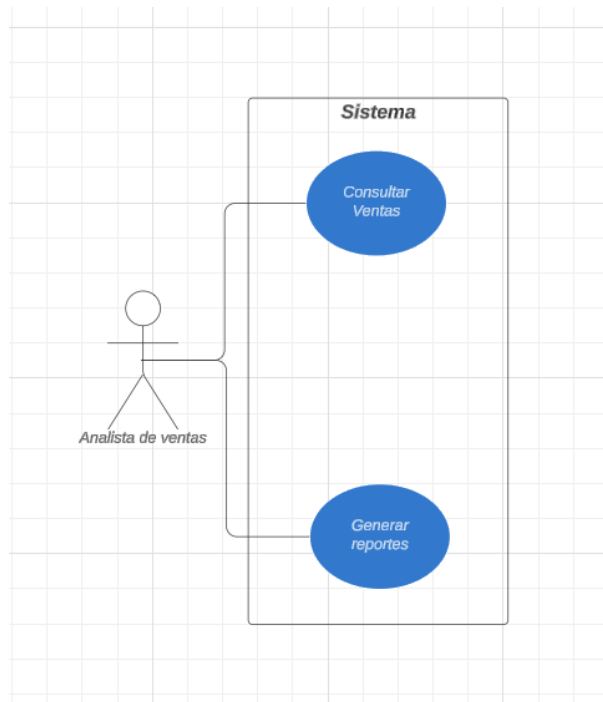 Sistema
Consultar
Ventas
Analista de ventas
Generar
reportes